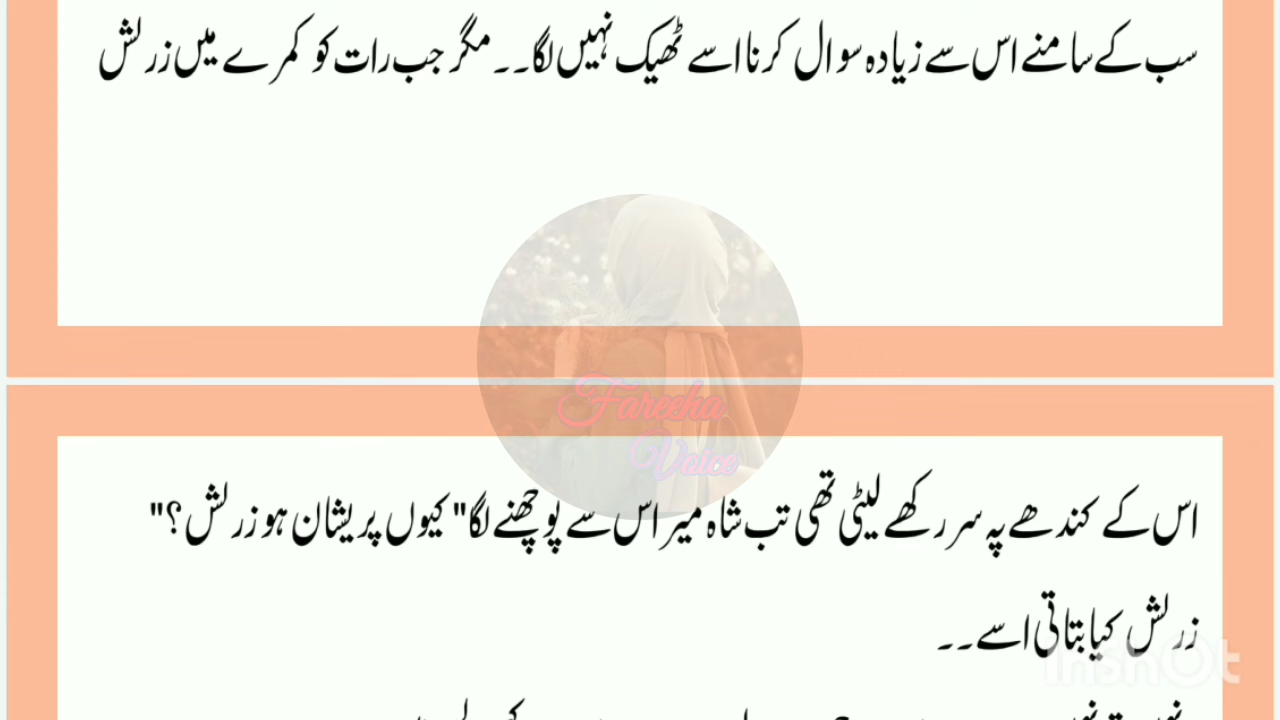 سب کے سامنے اس سے زیادہ سوال کرنا اسے ٹھیک نہیں لگا۔۔ مگر جب رات کو کمرے میں زرلش
Fareeha
Voice
اس کے کندھے پہ سر رکھے لیٹی تھی تب شاہ میر اس سے پوچھنے لگا" کیوں پریشان ہو زرلش؟"
زرلش کیا بتاتی اسے۔۔
InshOt